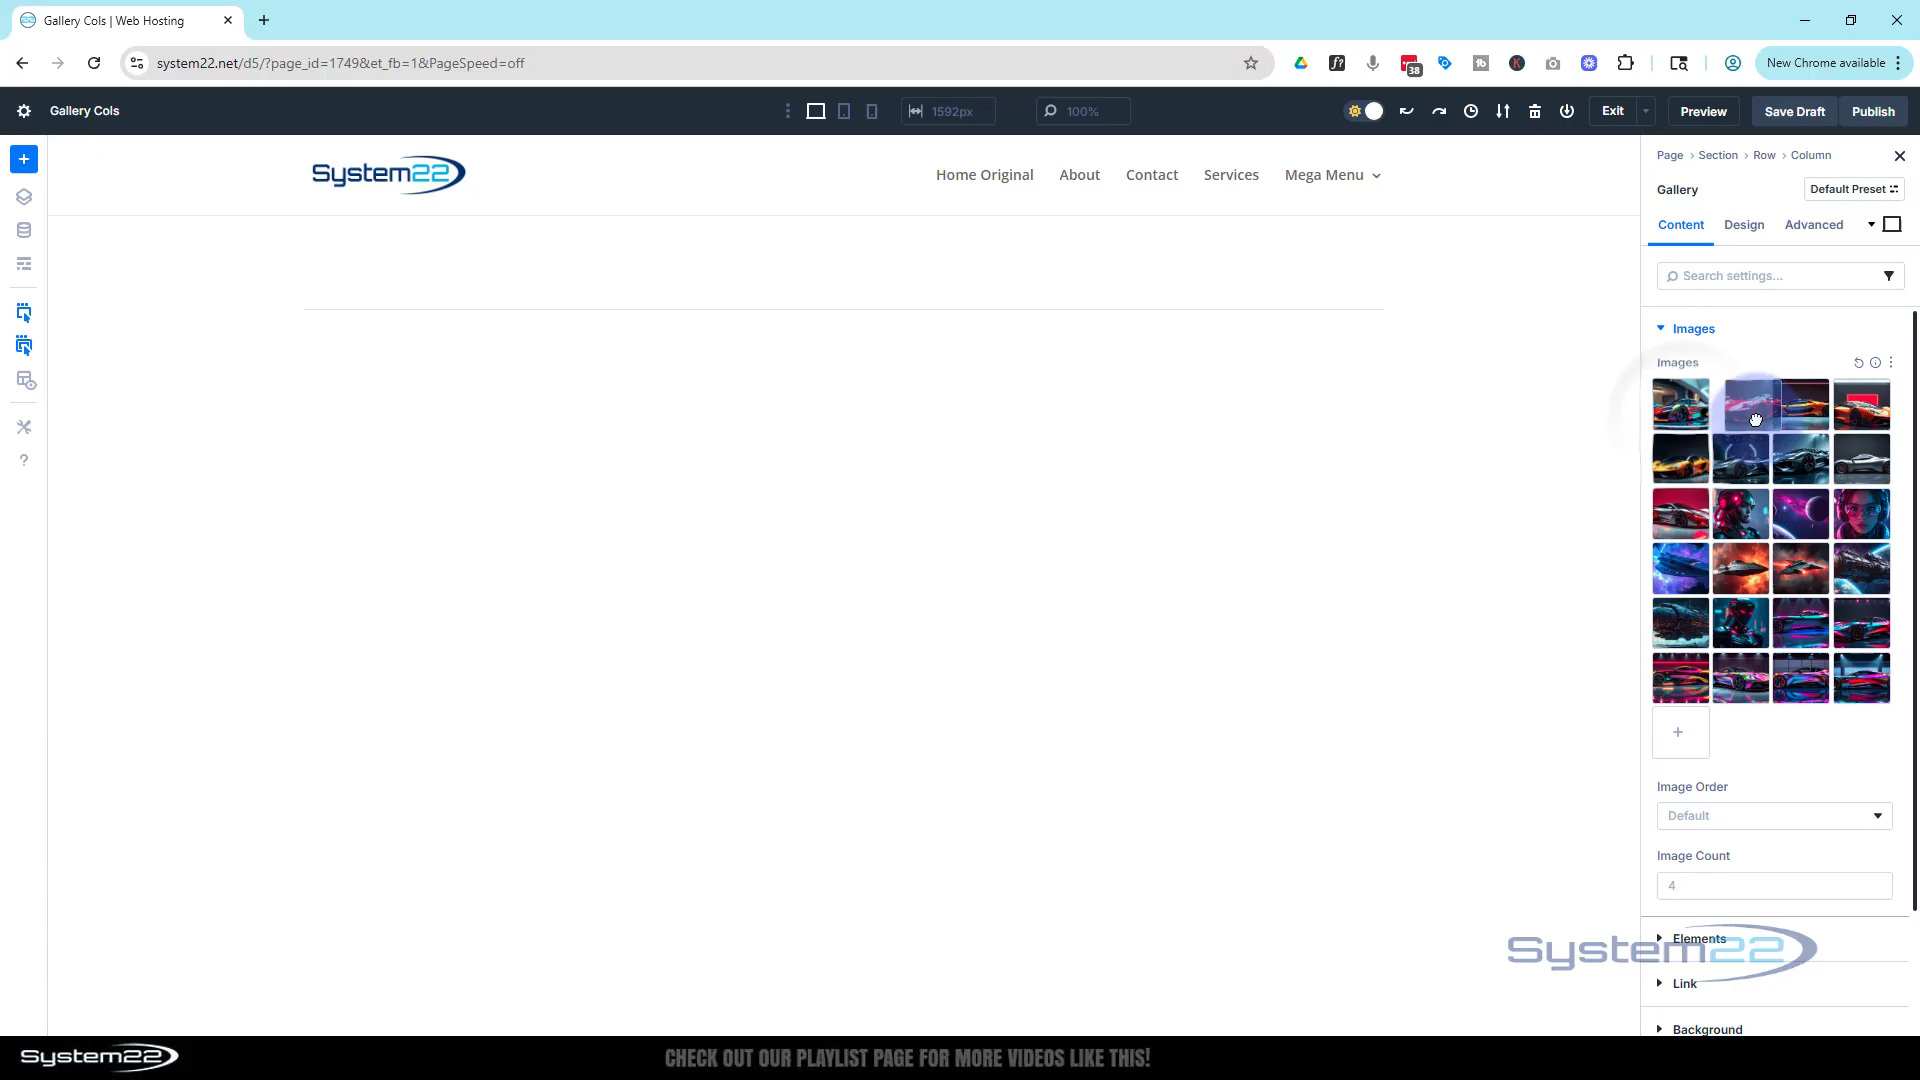 Gallery Cols | Web Hosting
system22.net/d5/?page_id=1749&et_fb=1&PageSpeed=off
38
New Chrome available
Gallery Cols
1592px
100%
Exit
Preview
Save Draft
Publish
System22
Home Original
About
Contact
Services
Mega Menu
Page
Section
Row
Column
Gallery
Default Preset
Content
Design
Advanced
Search settings...
Images
Images
Image Order
Default
Image Count
4
Elements
System22
Link
Background
System22
CHECK OUT OUR PLAYLIST PAGE FOR MORE VIDEOS LIKE THIS!